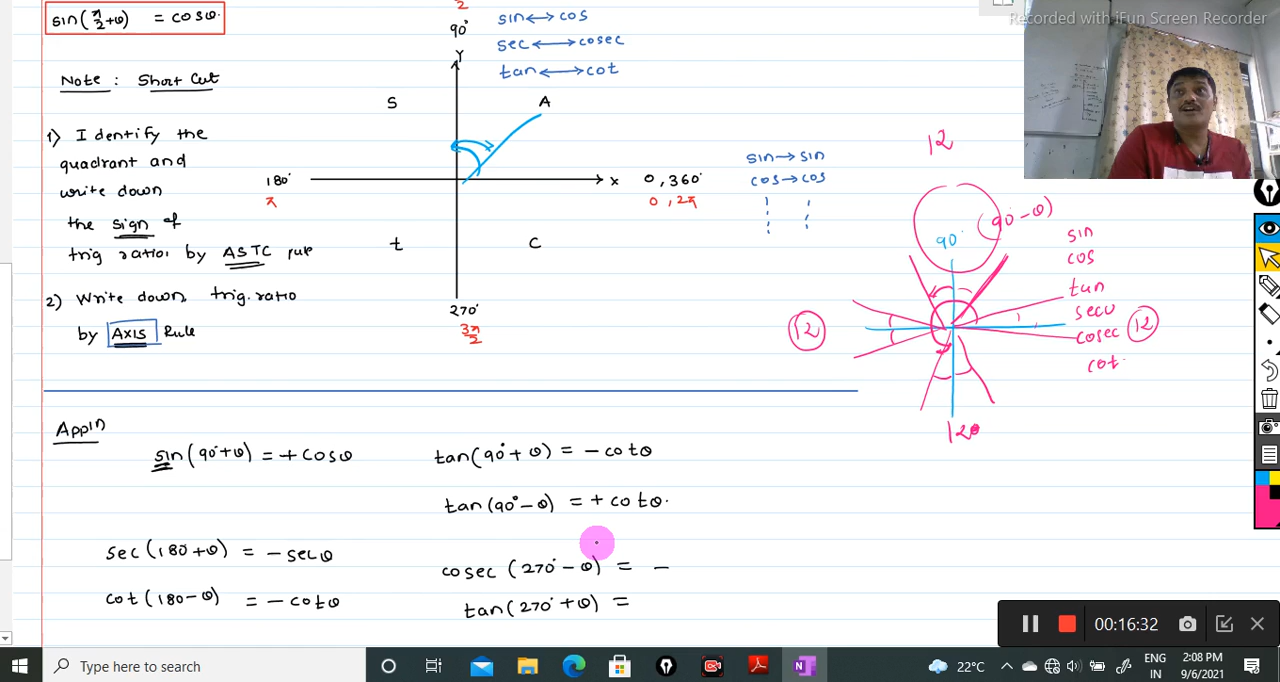 sin(π/2+θ) = cosθ
Note: Short Cut
1) Identify the
quadrant and
write down
the sign of
trig ratio by ASTC rule
2) Write down trig. ratio
by AXIS Rule
2
90°
Y
S
A
180°
π
X
0, 360°
0, 2π
t
C
270°
3π/2
sin⟷cos
sec⟷cosec
tan⟷cot
sin→sin
cos→cos
12
90°
(90°-θ)
sin
cos
tan
sec
cosec
cot
12
12
12
Appln
sin(90°+θ) = +cosθ
sec(180°+θ) = -secθ
cot(180-θ) = -cotθ
tan(90°+θ) = -cotθ
tan(90°-θ) = +cotθ.
cosec(270°-θ) = -
tan(270°+θ) =
Recorded with iFun Screen Recorder
00:16:32
Type here to search
22°C
ENG
IN
2:08 PM
9/6/2021